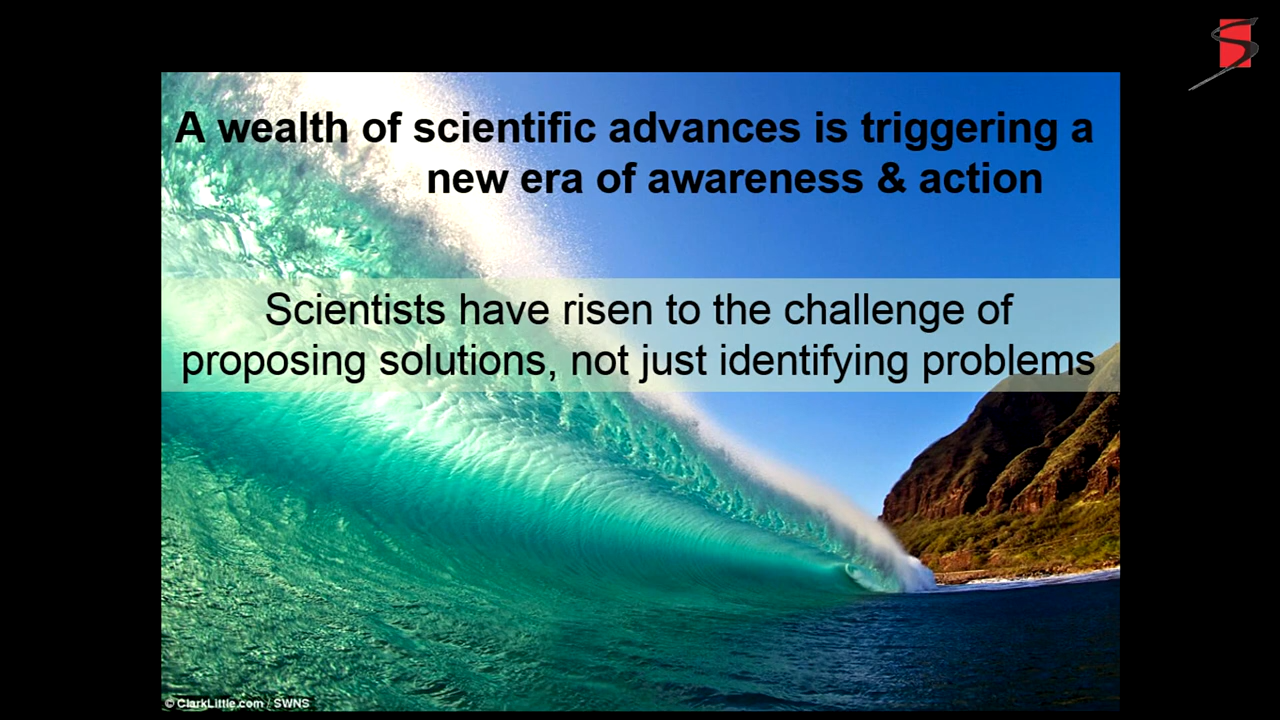 A wealth of scientific advances is triggering a
new era of awareness & action
Scientists have risen to the challenge of
proposing solutions, not just identifying problems
© ClarkLittle.com / SWNS